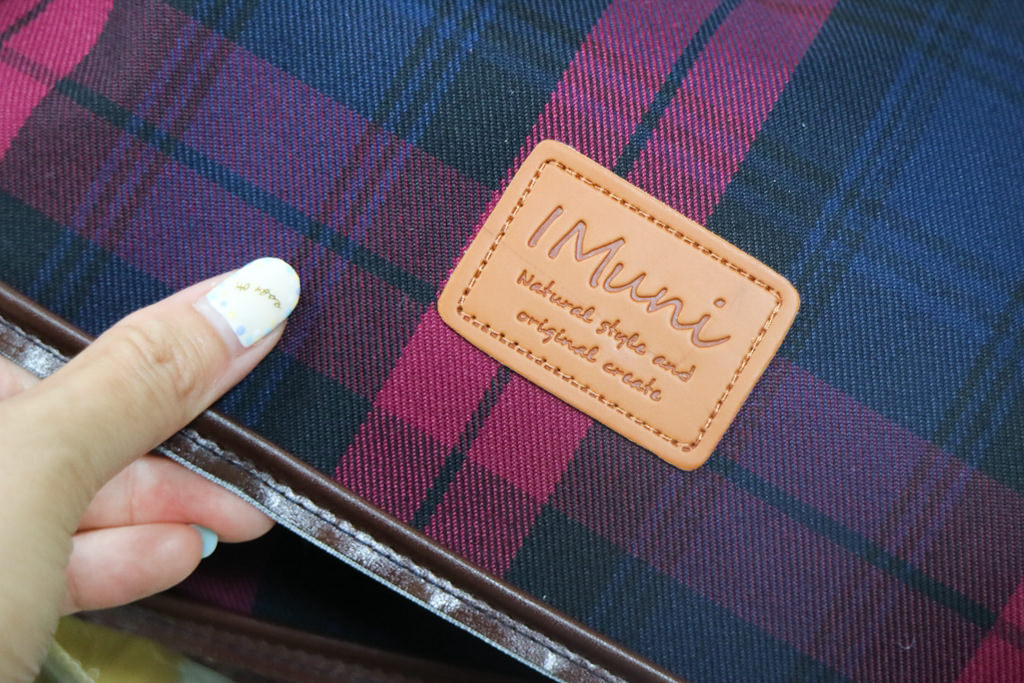 IMuni
Natural style and
original create